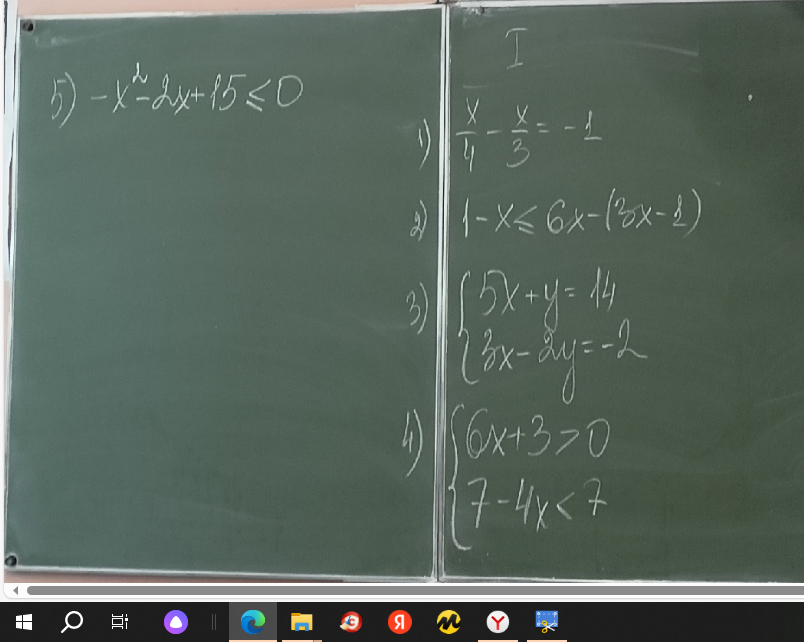 5) -x²-2x+15≤0
I
1) x/4 - x/3 = -1
2) 1-x≤6x-(3x-1)
3) {5x+y=14
3x-2y=-2
4) {6x+3>0
7-4x<7